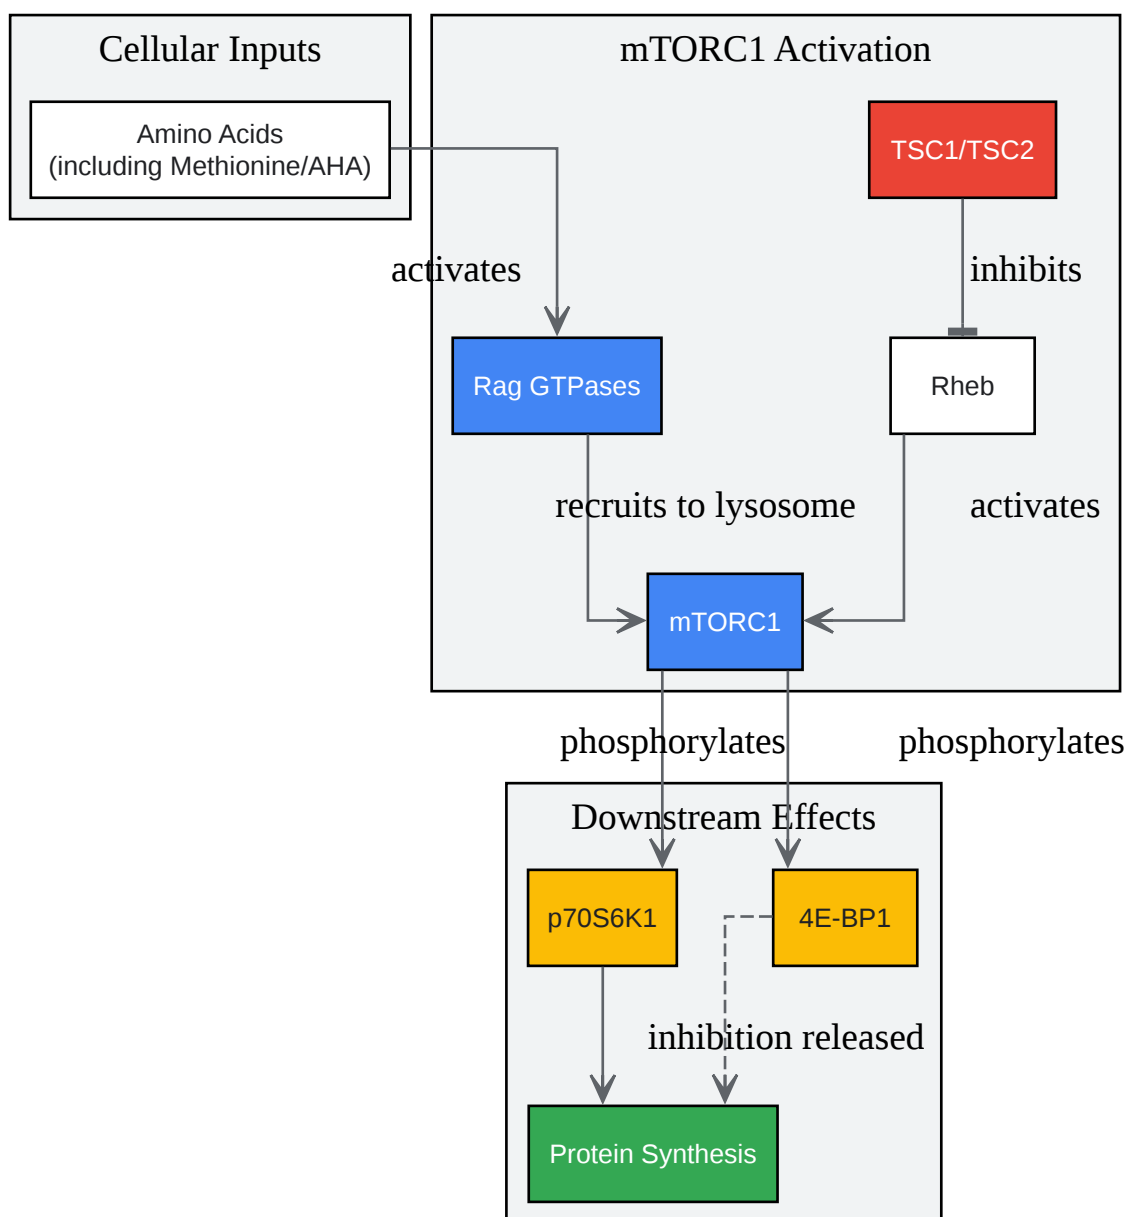 Cellular Inputs
Amino Acids
(including Methionine/AHA)
mTORC1 Activation
TSC1/TSC2
activates
inhibits
Rag GTPases
Rheb
recruits to lysosome
activates
mTORC1
phosphorylates
phosphorylates
Downstream Effects
p70S6K1
4E-BP1
inhibition released
Protein Synthesis